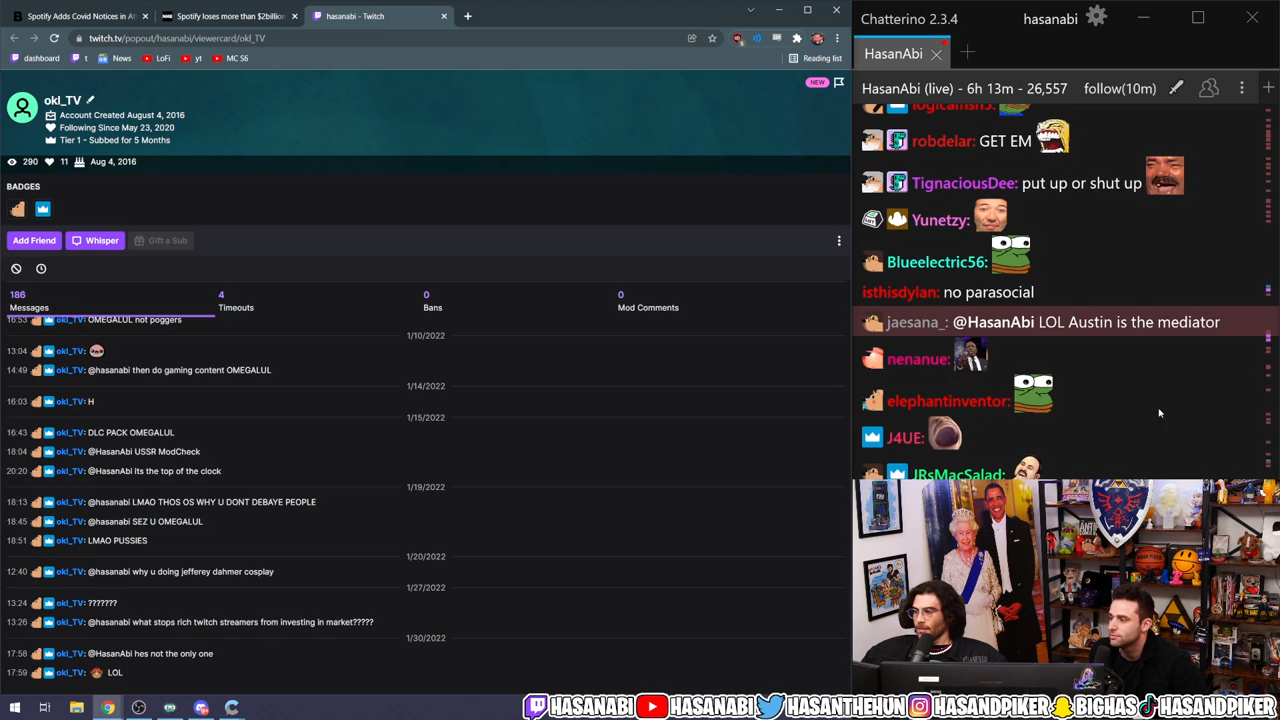 Spotify Adds Covid Notices in Att
Spotify loses more than $2billion
hasanabi - Twitch
twitch.tv/popout/hasanabi/viewercard/okl_TV
dashboard
t
News
LoFi
yt
MC S6
Reading list
NEW
okl_TV
Account Created August 4, 2016
Following Since May 23, 2020
Tier 1 - Subbed for 5 Months
290
11
Aug 4, 2016
BADGES
Add Friend
Whisper
Gift a Sub
186
Messages
4
Timeouts
0
Bans
0
Mod Comments
16:53 okl_TV: OMEGALUL not poggers
1/10/2022
13:04 okl_TV:
14:49 okl_TV: @hasanabi then do gaming content OMEGALUL
1/14/2022
16:03 okl_TV: H
1/15/2022
16:43 okl_TV: DLC PACK OMEGALUL
18:04 okl_TV: @HasanAbi USSR ModCheck
20:20 okl_TV: @HasanAbi its the top of the clock
1/19/2022
18:13 okl_TV: @hasanabi LMAO THOS OS WHY U DONT DEBAYE PEOPLE
18:45 okl_TV: @hasanabi SEZ U OMEGALUL
18:51 okl_TV: LMAO PUSSIES
1/20/2022
12:40 okl_TV: @hasanabi why u doing jefferey dahmer cosplay
1/27/2022
13:24 okl_TV: ???????
13:26 okl_TV: @hasanabi what stops rich twitch streamers from investing in market?????
1/30/2022
17:58 okl_TV: @HasanAbi hes not the only one
17:59 okl_TV: LOL
Chatterino 2.3.4
hasanabi
HasanAbi
HasanAbi (live) - 6h 13m - 26,557
follow(10m)
robdelar: GET EM
TignaciousDee: put up or shut up
Yunetzy:
Blueelectric56:
isthisdylan: no parasocial
jaesana_: @HasanAbi LOL Austin is the mediator
nenanue:
elephantinventor:
J4UE:
JRsMacSalad:
HASANABI
HASANABI
HASANTHEHUN
HASANDPIKER
BIGHAS
HASANDPIKER